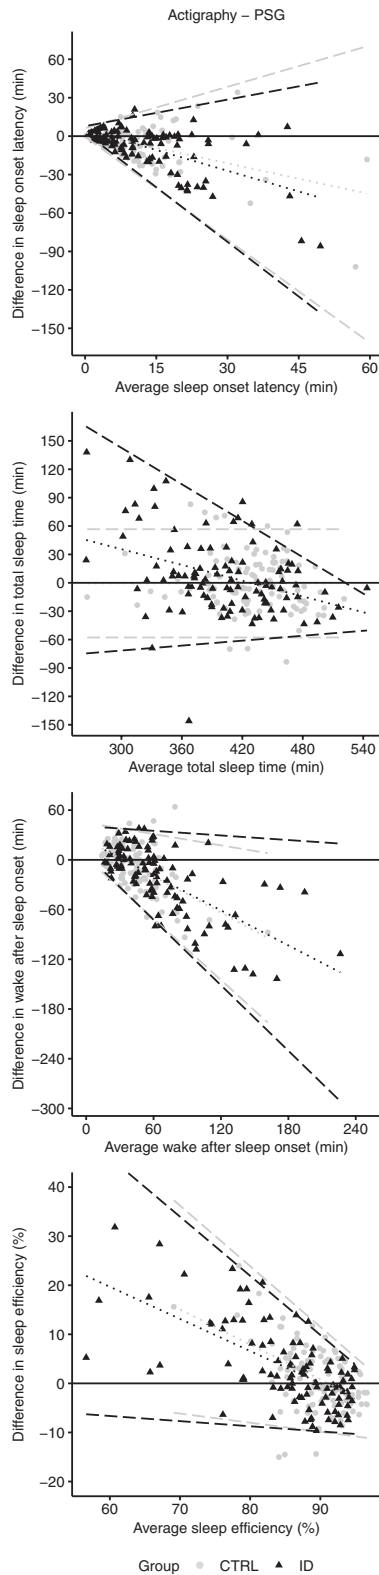 Actigraphy – PSG
Difference in sleep onset latency (min)
60
30
0
−30
−60
−90
−120
−150
0 15 30 45 60
Average sleep onset latency (min)
Difference in total sleep time (min)
150
120
90
60
30
0
−30
−60
−90
−120
−150
300 360 420 480 540
Average total sleep time (min)
Difference in wake after sleep onset (min)
60
0
−60
−120
−180
−240
−300
0 60 120 180 240
Average wake after sleep onset (min)
Difference in sleep efficiency (%)
40
30
20
10
0
−10
−20
60 70 80 90
Average sleep efficiency (%)
Group CTRL ID